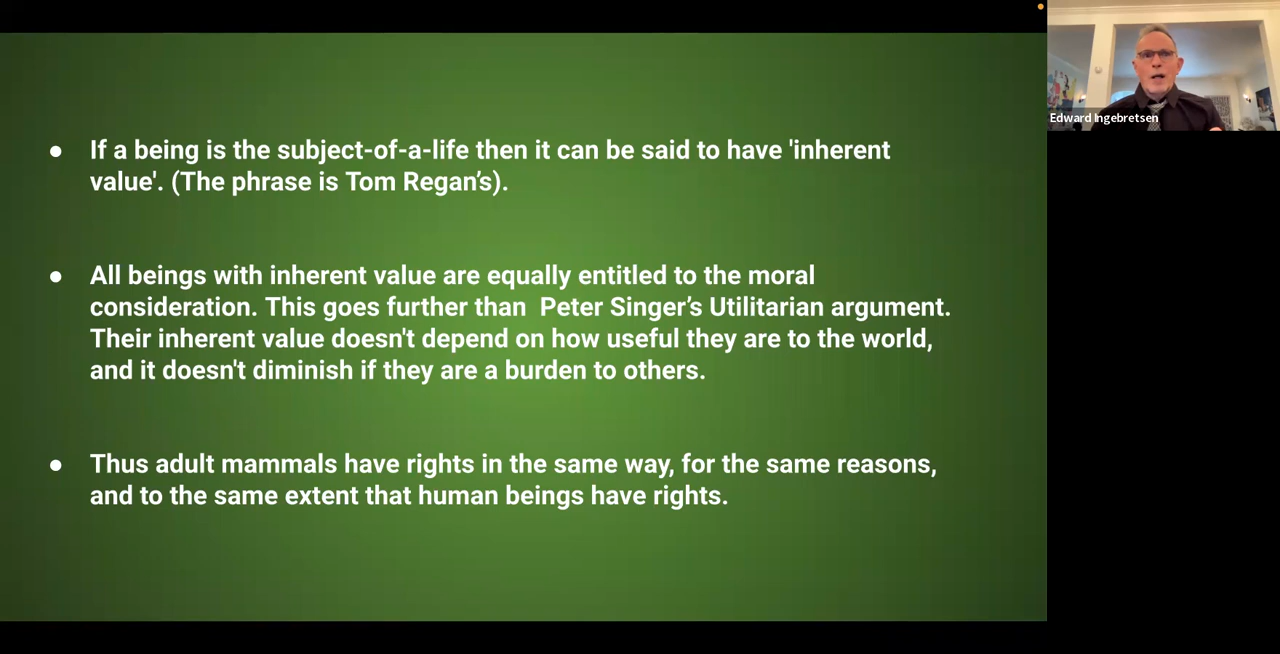 ● If a being is the subject-of-a-life then it can be said to have 'inherent
value'. (The phrase is Tom Regan’s).
● All beings with inherent value are equally entitled to the moral
consideration. This goes further than  Peter Singer’s Utilitarian argument.
Their inherent value doesn't depend on how useful they are to the world,
and it doesn't diminish if they are a burden to others.
● Thus adult mammals have rights in the same way, for the same reasons,
and to the same extent that human beings have rights.
Edward Ingebretsen